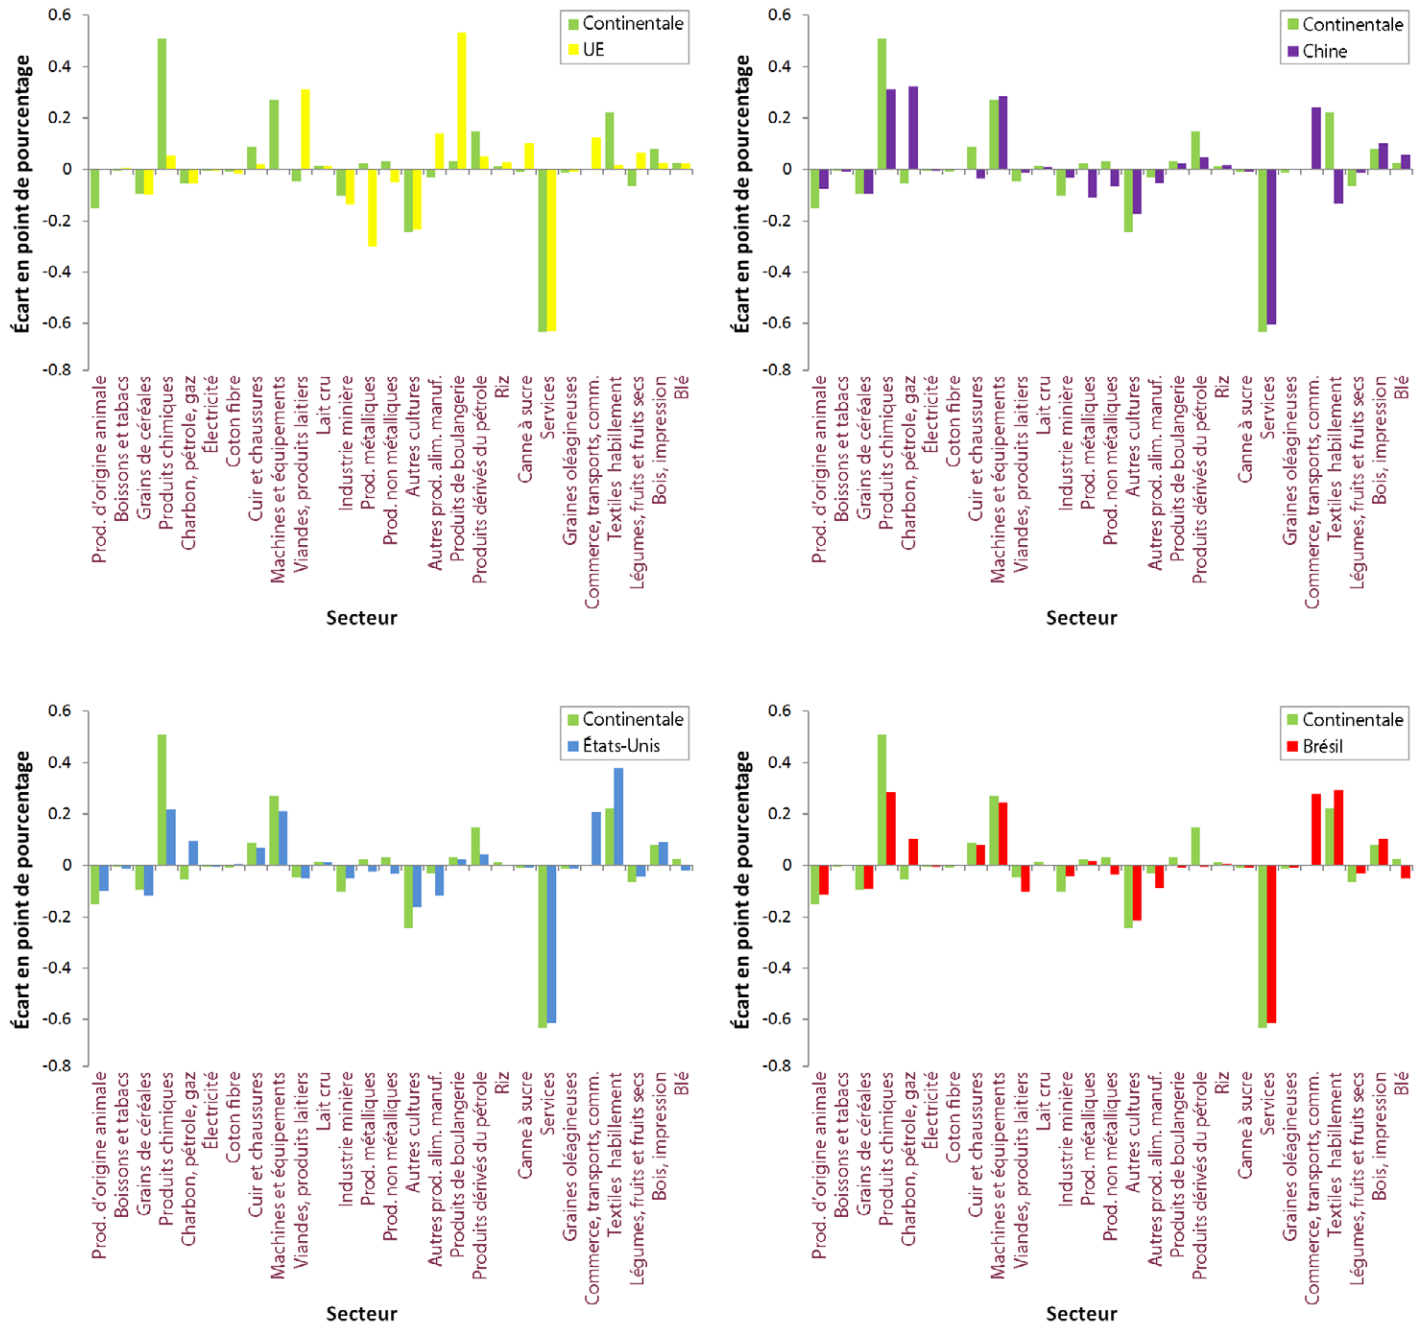 Écart en point de pourcentage
0.6
0.4
0.2
0
-0.2
-0.4
-0.6
-0.8
Continentale
UE
Prod. d'origine animale
Boissons et tabacs
Grains de céréales
Produits chimiques
Charbon, pétrole, gaz
Électricité
Coton fibre
Cuir et chaussures
Machines et équipements
Viandes, produits laitiers
Lait cru
Industrie minière
Prod. métalliques
Prod. non métalliques
Autres cultures
Autres prod. alim. manuf.
Produits de boulangerie
Produits dérivés du pétrole
Riz
Canne à sucre
Services
Graines oléagineuses
Commerce, transports, comm.
Textiles habillement
Légumes, fruits et fruits secs
Bois, impression
Blé
Secteur
Écart en point de pourcentage
0.6
0.4
0.2
0
-0.2
-0.4
-0.6
-0.8
Continentale
Chine
Prod. d'origine animale
Boissons et tabacs
Grains de céréales
Produits chimiques
Charbon, pétrole, gaz
Électricité
Coton fibre
Cuir et chaussures
Machines et équipements
Viandes, produits laitiers
Lait cru
Industrie minière
Prod. métalliques
Prod. non métalliques
Autres cultures
Autres prod. alim. manuf.
Produits de boulangerie
Produits dérivés du pétrole
Riz
Canne à sucre
Services
Graines oléagineuses
Commerce, transports, comm.
Textiles habillement
Légumes, fruits et fruits secs
Bois, impression
Blé
Secteur
Écart en point de pourcentage
0.6
0.4
0.2
0
-0.2
-0.4
-0.6
-0.8
Continentale
États-Unis
Prod. d'origine animale
Boissons et tabacs
Grains de céréales
Produits chimiques
Charbon, pétrole, gaz
Électricité
Coton fibre
Cuir et chaussures
Machines et équipements
Viandes, produits laitiers
Lait cru
Industrie minière
Prod. métalliques
Prod. non métalliques
Autres cultures
Autres prod. alim. manuf.
Produits de boulangerie
Produits dérivés du pétrole
Riz
Canne à sucre
Services
Graines oléagineuses
Commerce, transports, comm.
Textiles habillement
Légumes, fruits et fruits secs
Bois, impression
Blé
Secteur
Écart en point de pourcentage
0.6
0.4
0.2
0
-0.2
-0.4
-0.6
-0.8
Continentale
Brésil
Prod. d'origine animale
Boissons et tabacs
Grains de céréales
Produits chimiques
Charbon, pétrole, gaz
Électricité
Coton fibre
Cuir et chaussures
Machines et équipements
Viandes, produits laitiers
Lait cru
Industrie minière
Prod. métalliques
Prod. non métalliques
Autres cultures
Autres prod. alim. manuf.
Produits de boulangerie
Produits dérivés du pétrole
Riz
Canne à sucre
Services
Graines oléagineuses
Commerce, transports, comm.
Textiles habillement
Légumes, fruits et fruits secs
Bois, impression
Blé
Secteur